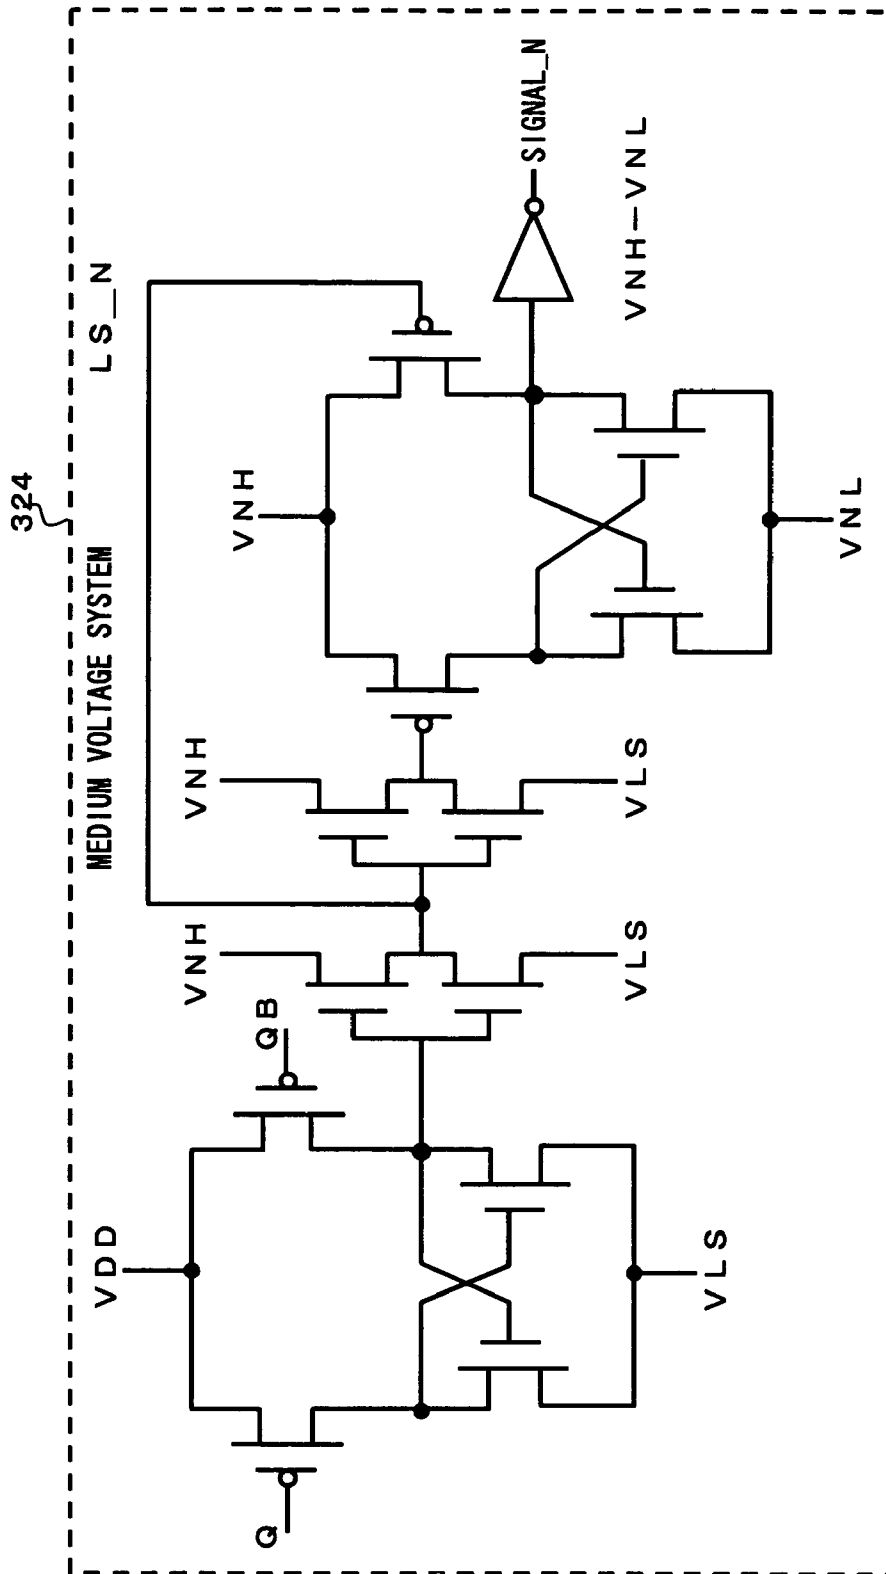 324
MEDIUM VOLTAGE SYSTEM
LS_N
VDD
Q
QB
VLS
VNH
VLS
VNH
VLS
VNH
VNL
SIGNAL_N
VNH-VNL